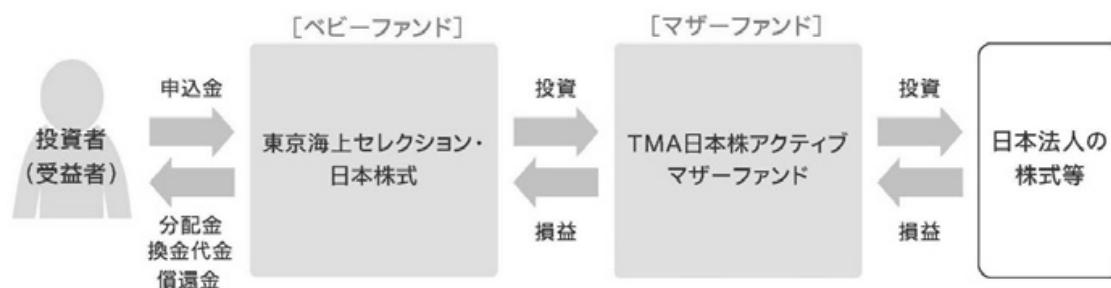 [ベビーファンド]
[マザーファンド]
申込金
投資
投資
投資者
(受益者)
東京海上セレクション・
日本株式
TMA日本株アクティブ
マザーファンド
日本法人の
株式等
分配金
換金代金
償還金
損益
損益